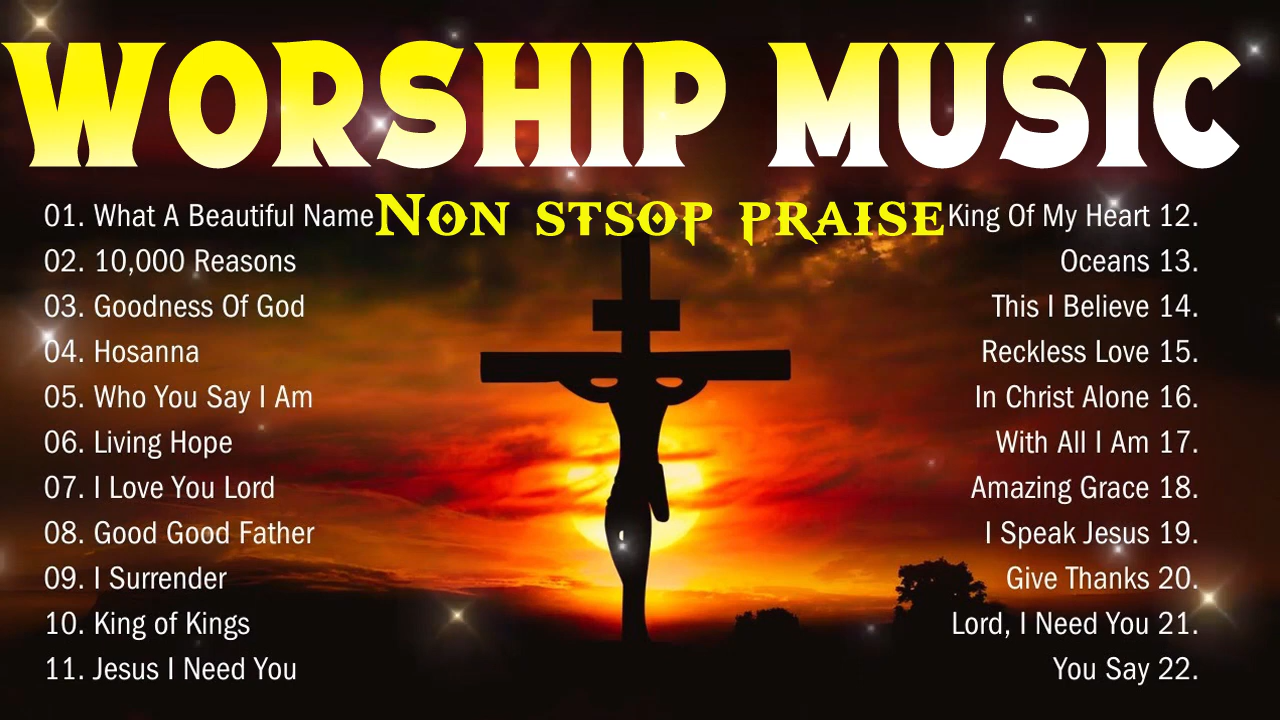 WORSHIP MUSIC
Non stsop praise
01. What A Beautiful Name
02. 10,000 Reasons
03. Goodness Of God
04. Hosanna
05. Who You Say I Am
06. Living Hope
07. I Love You Lord
08. Good Good Father
09. I Surrender
10. King of Kings
11. Jesus I Need You
King Of My Heart 12.
Oceans 13.
This I Believe 14.
Reckless Love 15.
In Christ Alone 16.
With All I Am 17.
Amazing Grace 18.
I Speak Jesus 19.
Give Thanks 20.
Lord, I Need You 21.
You Say 22.